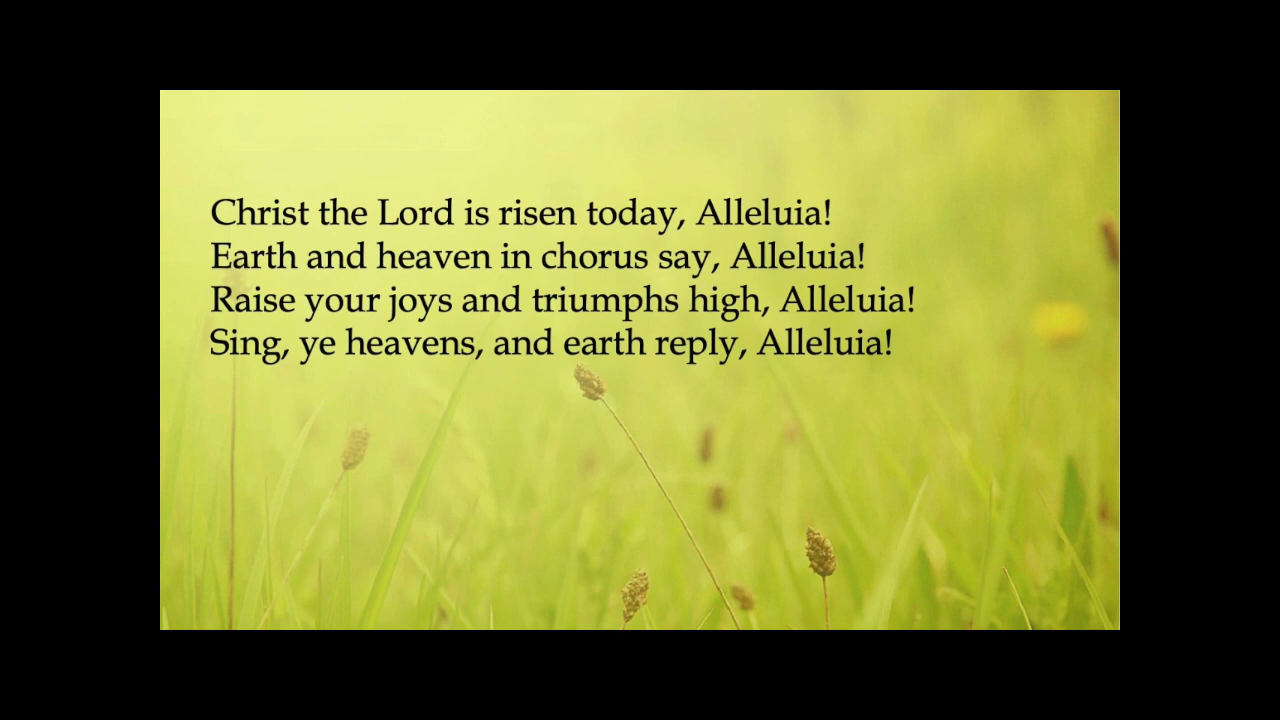 Christ the Lord is risen today, Alleluia!
Earth and heaven in chorus say, Alleluia!
Raise your joys and triumphs high, Alleluia!
Sing, ye heavens, and earth reply, Alleluia!